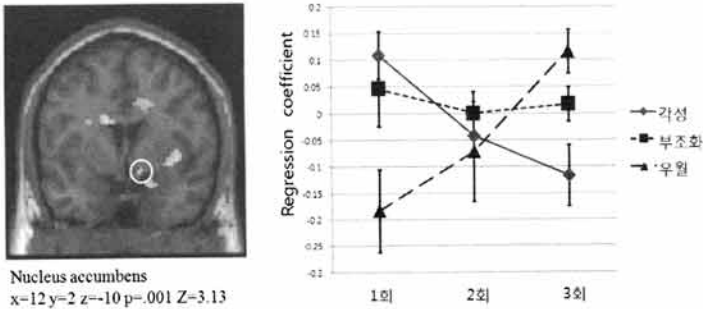 Nucleus accumbens
x=12 y=2 z=-10 p=.001 Z=3.13
Regression coefficient
0.2
0.15
0.1
0.05
0
-0.05
-0.1
-0.15
-0.2
-0.25
-0.2
1회
2회
3회
각성
부조화
우월